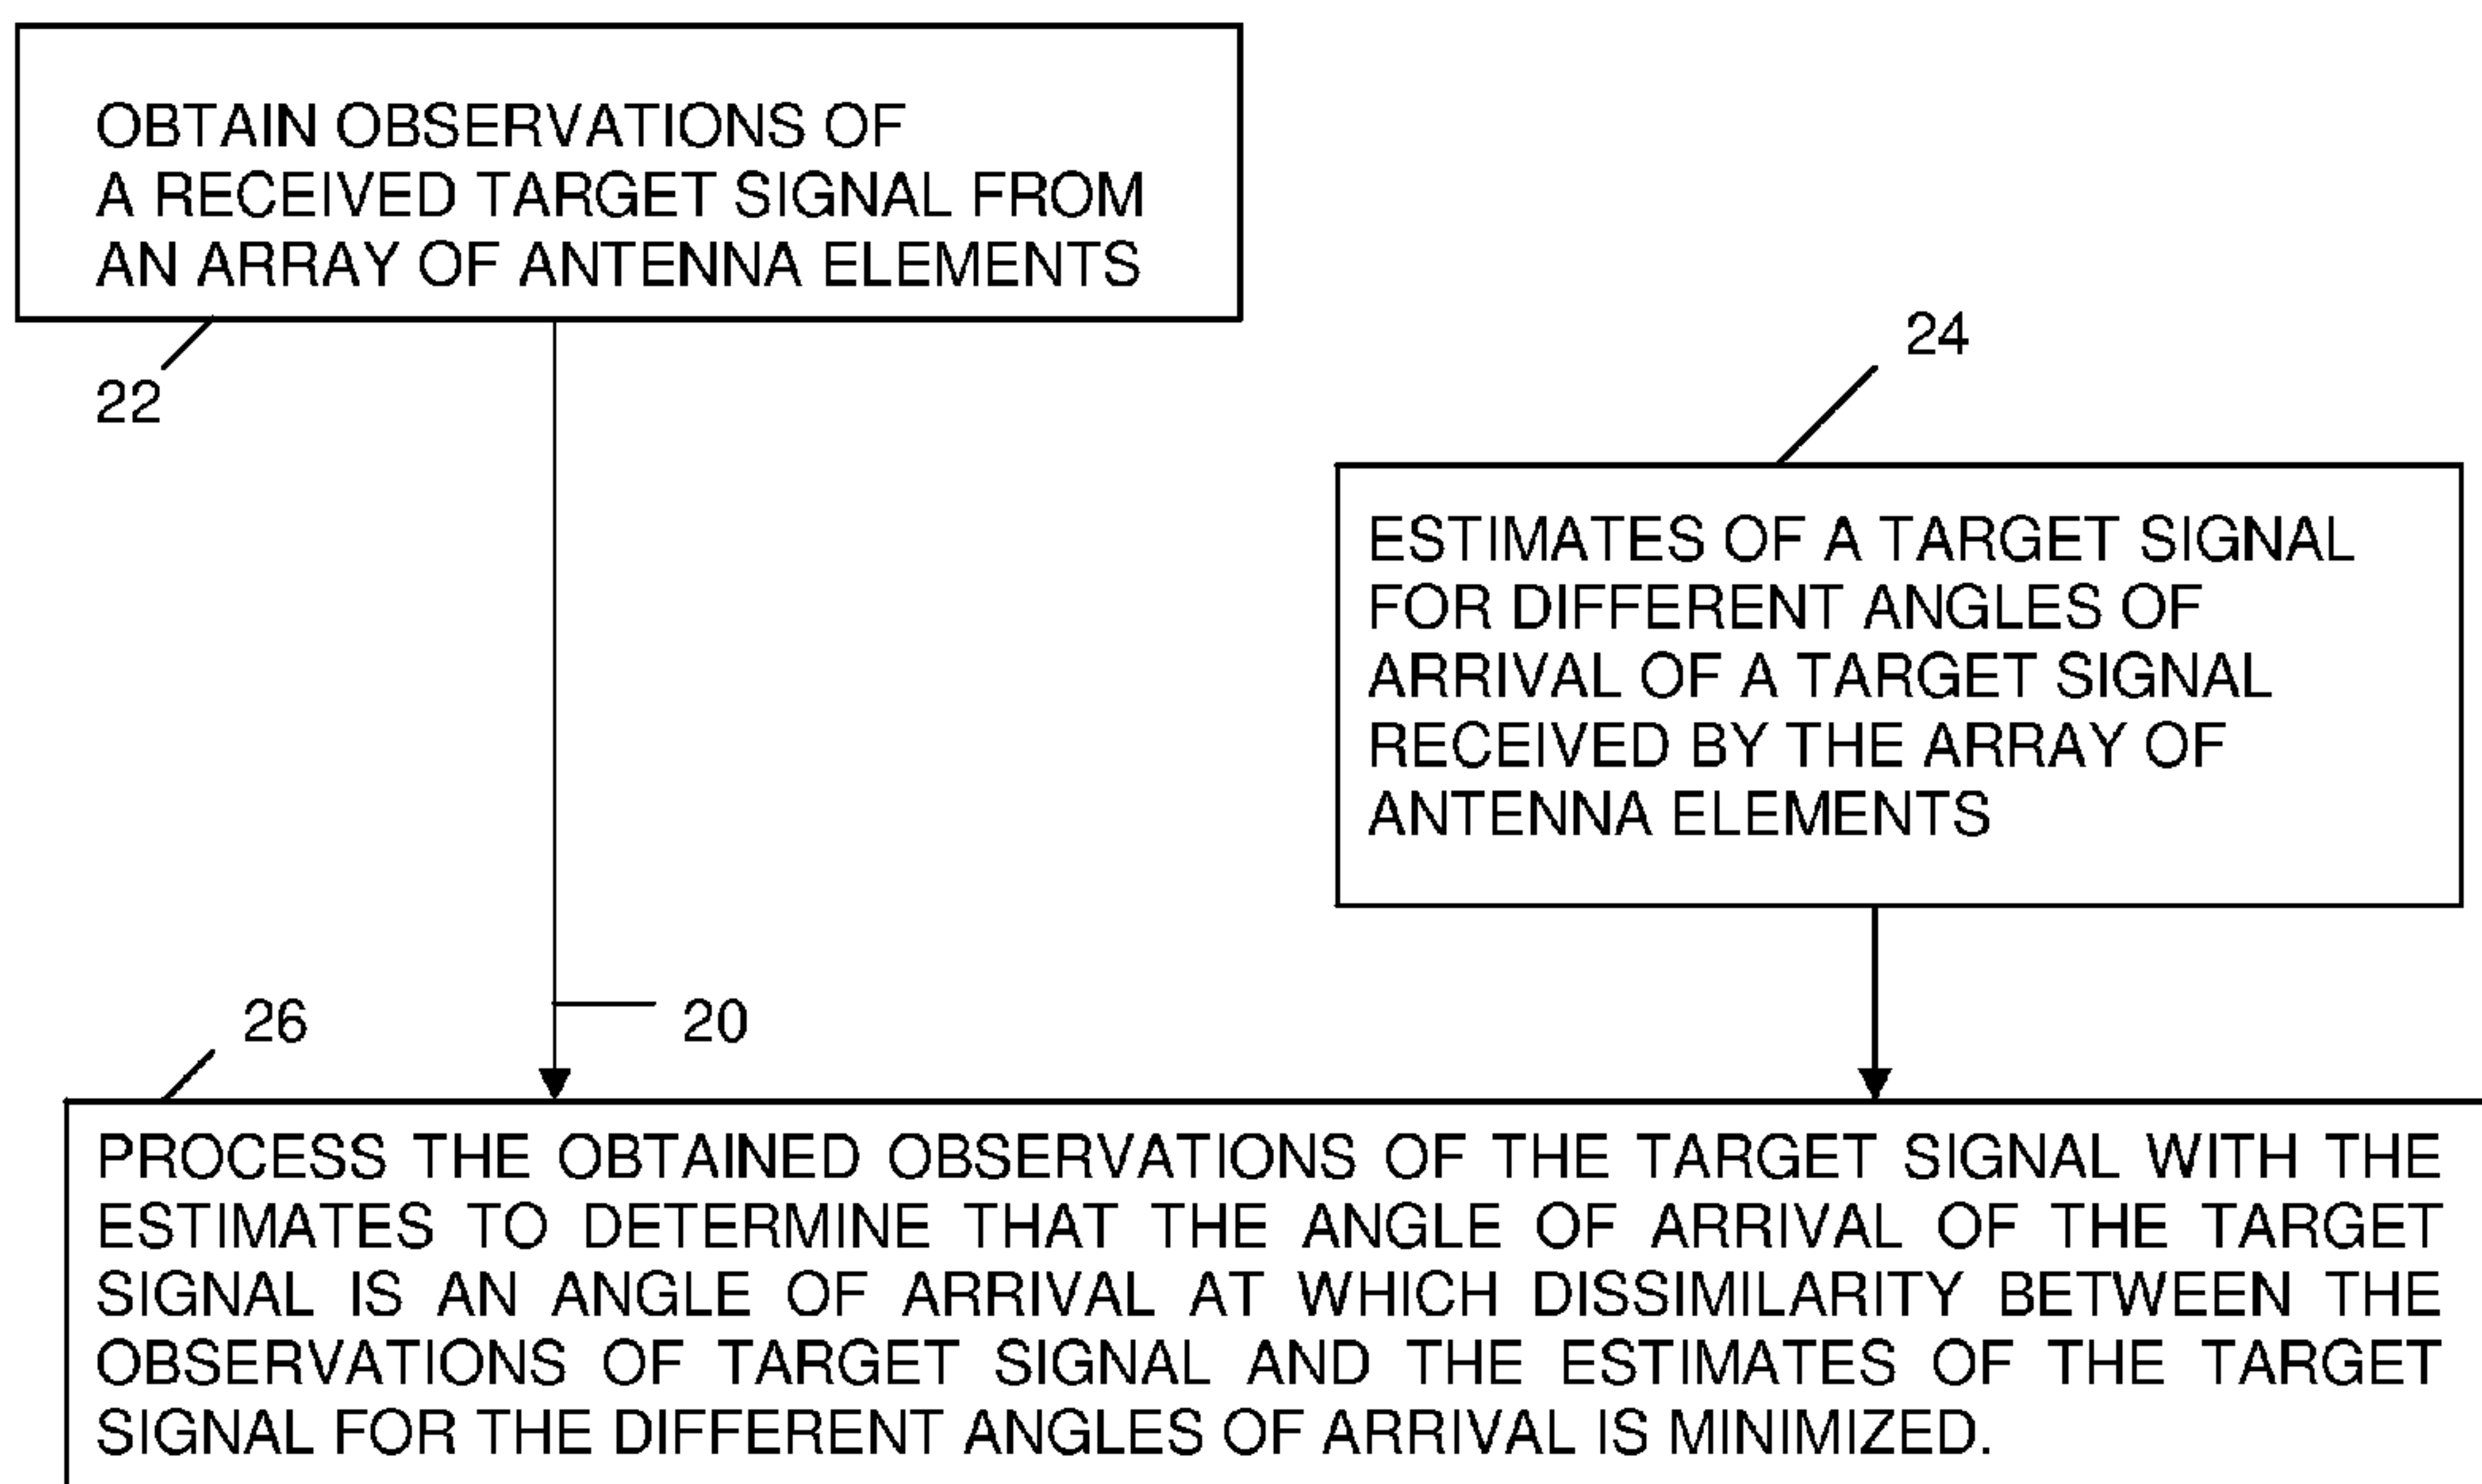 OBTAIN OBSERVATIONS OF
A RECEIVED TARGET SIGNAL FROM
AN ARRAY OF ANTENNA ELEMENTS
22
24
ESTIMATES OF A TARGET SIGNAL
FOR DIFFERENT ANGLES OF
ARRIVAL OF A TARGET SIGNAL
RECEIVED BY THE ARRAY OF
ANTENNA ELEMENTS
26
20
PROCESS THE OBTAINED OBSERVATIONS OF THE TARGET SIGNAL WITH THE
ESTIMATES TO DETERMINE THAT THE ANGLE OF ARRIVAL OF THE TARGET
SIGNAL IS AN ANGLE OF ARRIVAL AT WHICH DISSIMILARITY BETWEEN THE
OBSERVATIONS OF TARGET SIGNAL AND THE ESTIMATES OF THE TARGET
SIGNAL FOR THE DIFFERENT ANGLES OF ARRIVAL IS MINIMIZED.